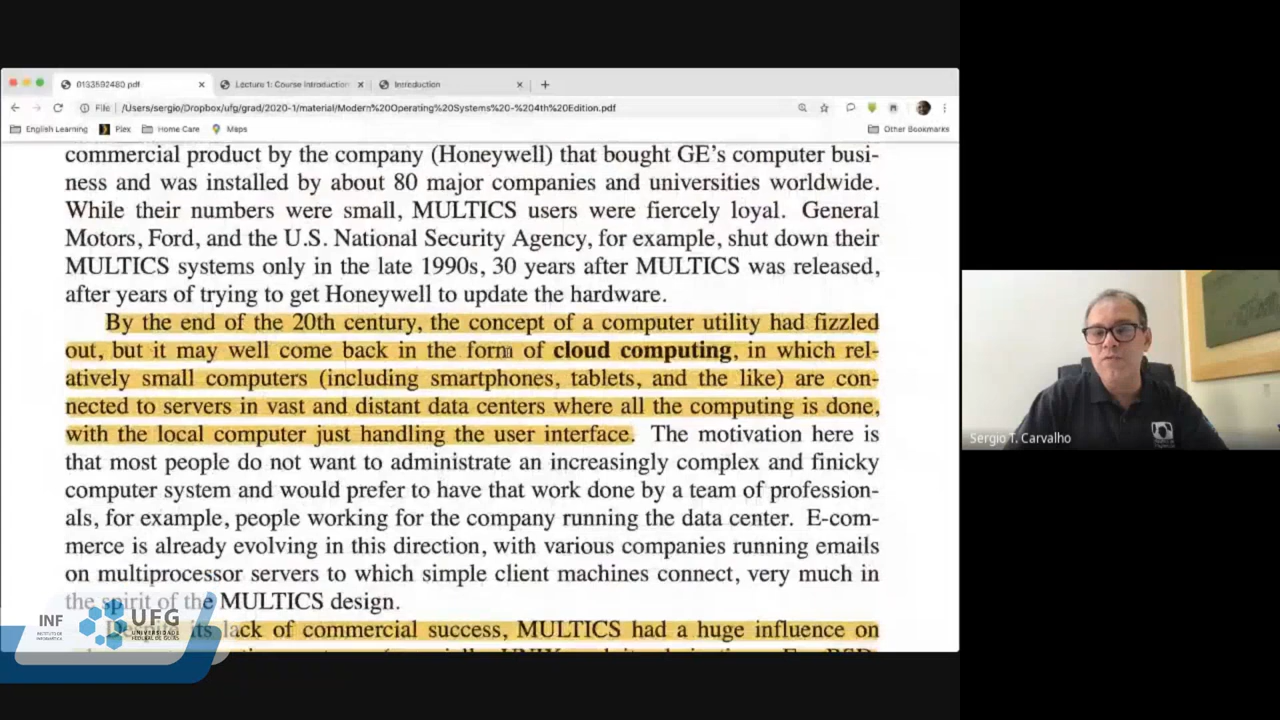 0133592480.pdf
Lecture 1: Course Introduction
Introduction
File | /Users/sergio/Dropbox/ufg/grad/2020-1/material/Modern%20Operating%20Systems%20-%204th%20Edition.pdf
English Learning Plex Home Care Maps Other Bookmarks
commercial product by the company (Honeywell) that bought GE's computer busi-
ness and was installed by about 80 major companies and universities worldwide.
While their numbers were small, MULTICS users were fiercely loyal. General
Motors, Ford, and the U.S. National Security Agency, for example, shut down their
MULTICS systems only in the late 1990s, 30 years after MULTICS was released,
after years of trying to get Honeywell to update the hardware.
By the end of the 20th century, the concept of a computer utility had fizzled
out, but it may well come back in the form of cloud computing, in which rel-
atively small computers (including smartphones, tablets, and the like) are con-
nected to servers in vast and distant data centers where all the computing is done,
with the local computer just handling the user interface. The motivation here is
that most people do not want to administrate an increasingly complex and finicky
computer system and would prefer to have that work done by a team of profession-
als, for example, people working for the company running the data center. E-com-
merce is already evolving in this direction, with various companies running emails
on multiprocessor servers to which simple client machines connect, very much in
the spirit of the MULTICS design.
Despite its lack of commercial success, MULTICS had a huge influence on
INF
INSTITUTO DE
INFORMÁTICA
UFG
UNIVERSIDADE
FEDERAL DE GOIÁS
Sergio T. Carvalho